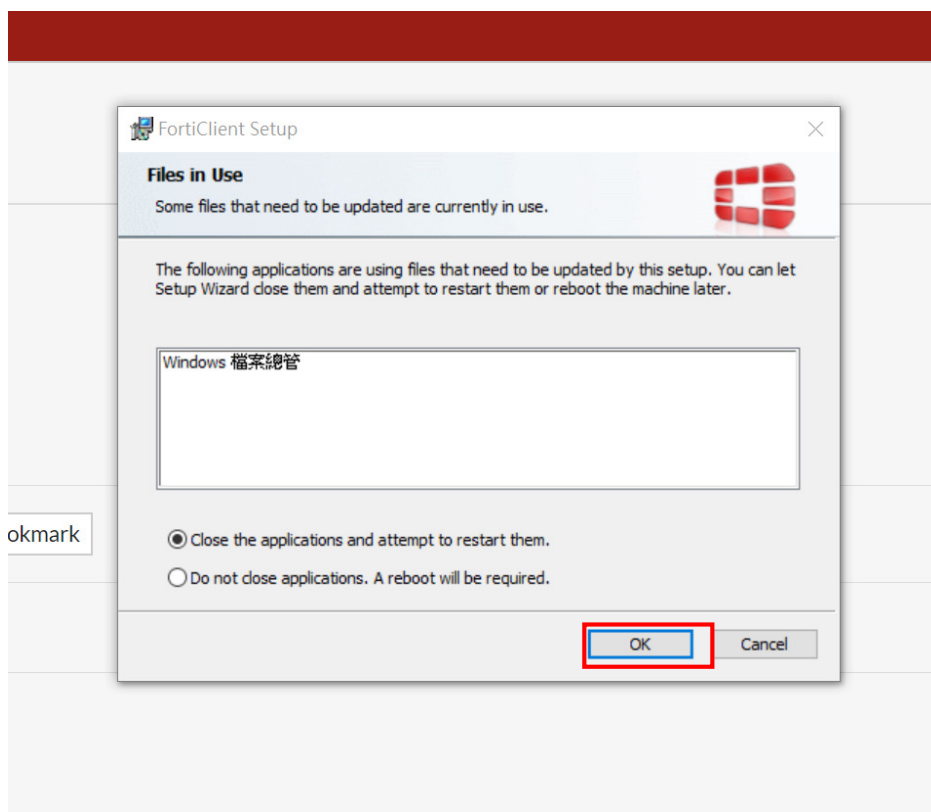 FortiClient Setup
Files in Use
Some files that need to be updated are currently in use.
The following applications are using files that need to be updated by this setup. You can let
Setup Wizard close them and attempt to restart them or reboot the machine later.
Windows 檔案總管
okmark
Close the applications and attempt to restart them.
Do not close applications. A reboot will be required.
OK
Cancel